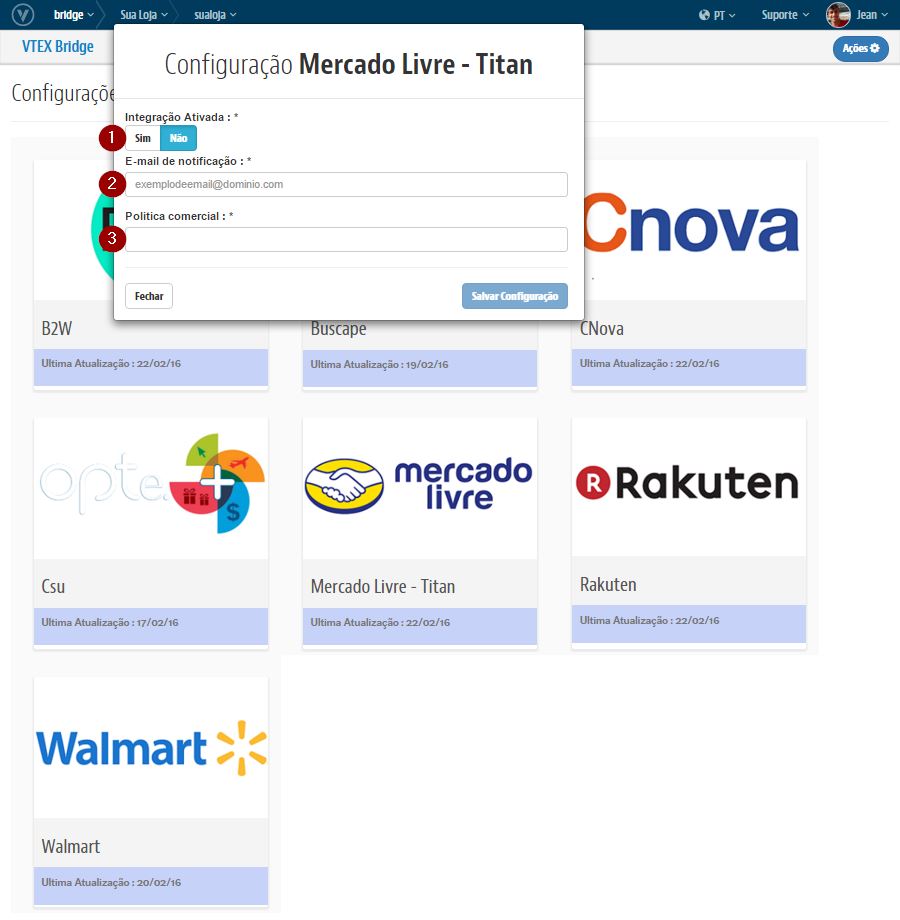 bridge
Sua Loja
sualoja
PT
Suporte
Jean
VTEX Bridge
Ações
Configuraçõe
Configuração Mercado Livre - Titan
Integração Ativada : *
1
Sim
Não
E-mail de notificação : *
2
exemplodeemail@dominio.com
Politica comercial : *
3
Fechar
Salvar Configuração
Cnova
B2W
Buscape
CNova
Ultima Atualização : 22/02/16
Ultima Atualização : 19/02/16
Ultima Atualização : 22/02/16
opte
$
mercado
livre
R Rakuten
Csu
Mercado Livre - Titan
Rakuten
Ultima Atualização : 17/02/16
Ultima Atualização : 22/02/16
Ultima Atualização : 22/02/16
Walmart
Walmart
Ultima Atualização : 20/02/16